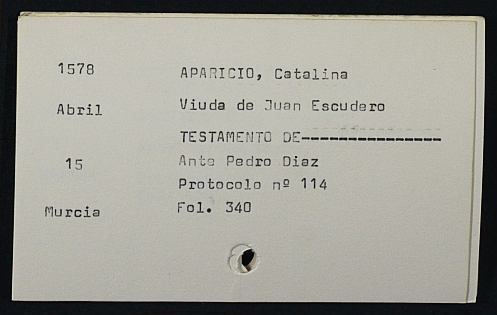 1578 APARICIO, Catalina
Abril Viuda de Juan Escudero
TESTAMENTO DE----------------
15 Ante Pedro Diaz
Protocolo nº 114
Murcia Fol. 340